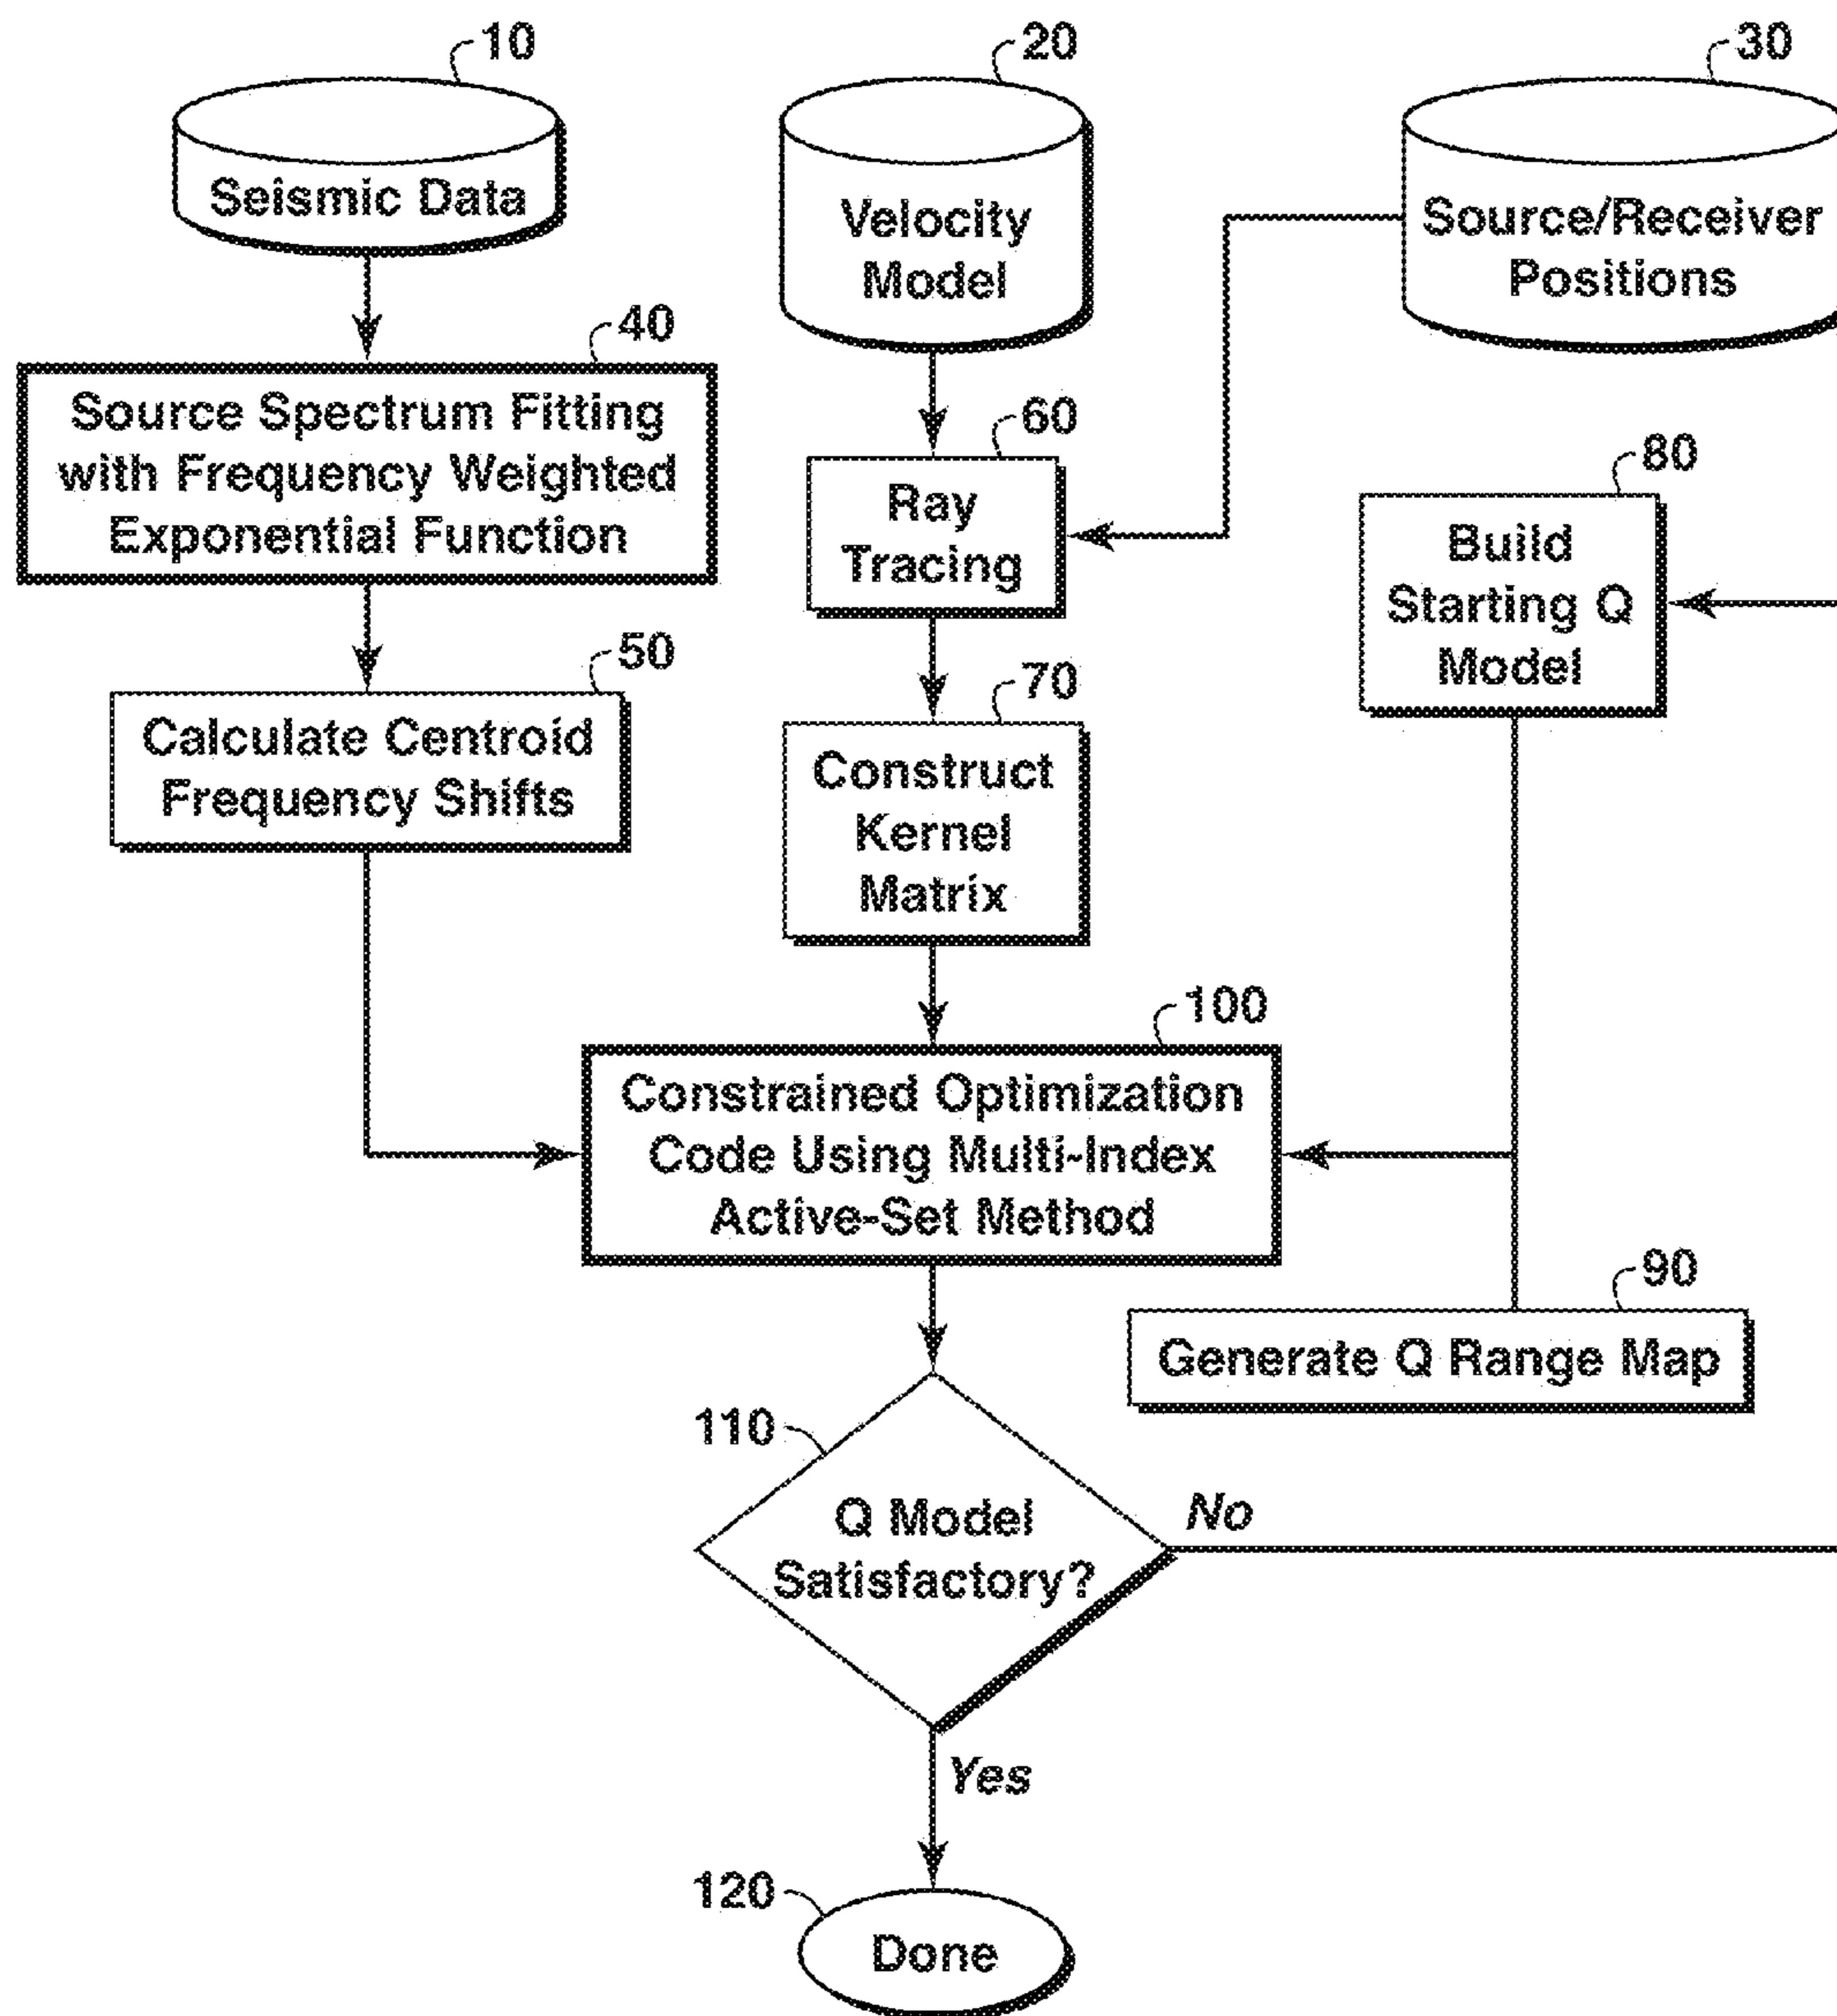 10
Seismic Data
20
Velocity
Model
30
Source/Receiver
Positions
40
Source Spectrum Fitting
with Frequency Weighted
Exponential Function
60
Ray
Tracing
80
Build
Starting Q
Model
50
Calculate Centroid
Frequency Shifts
70
Construct
Kernel
Matrix
100
Constrained Optimization
Code Using Multi-Index
Active-Set Method
90
Generate Q Range Map
110
Q Model
Satisfactory?
No
Yes
120
Done